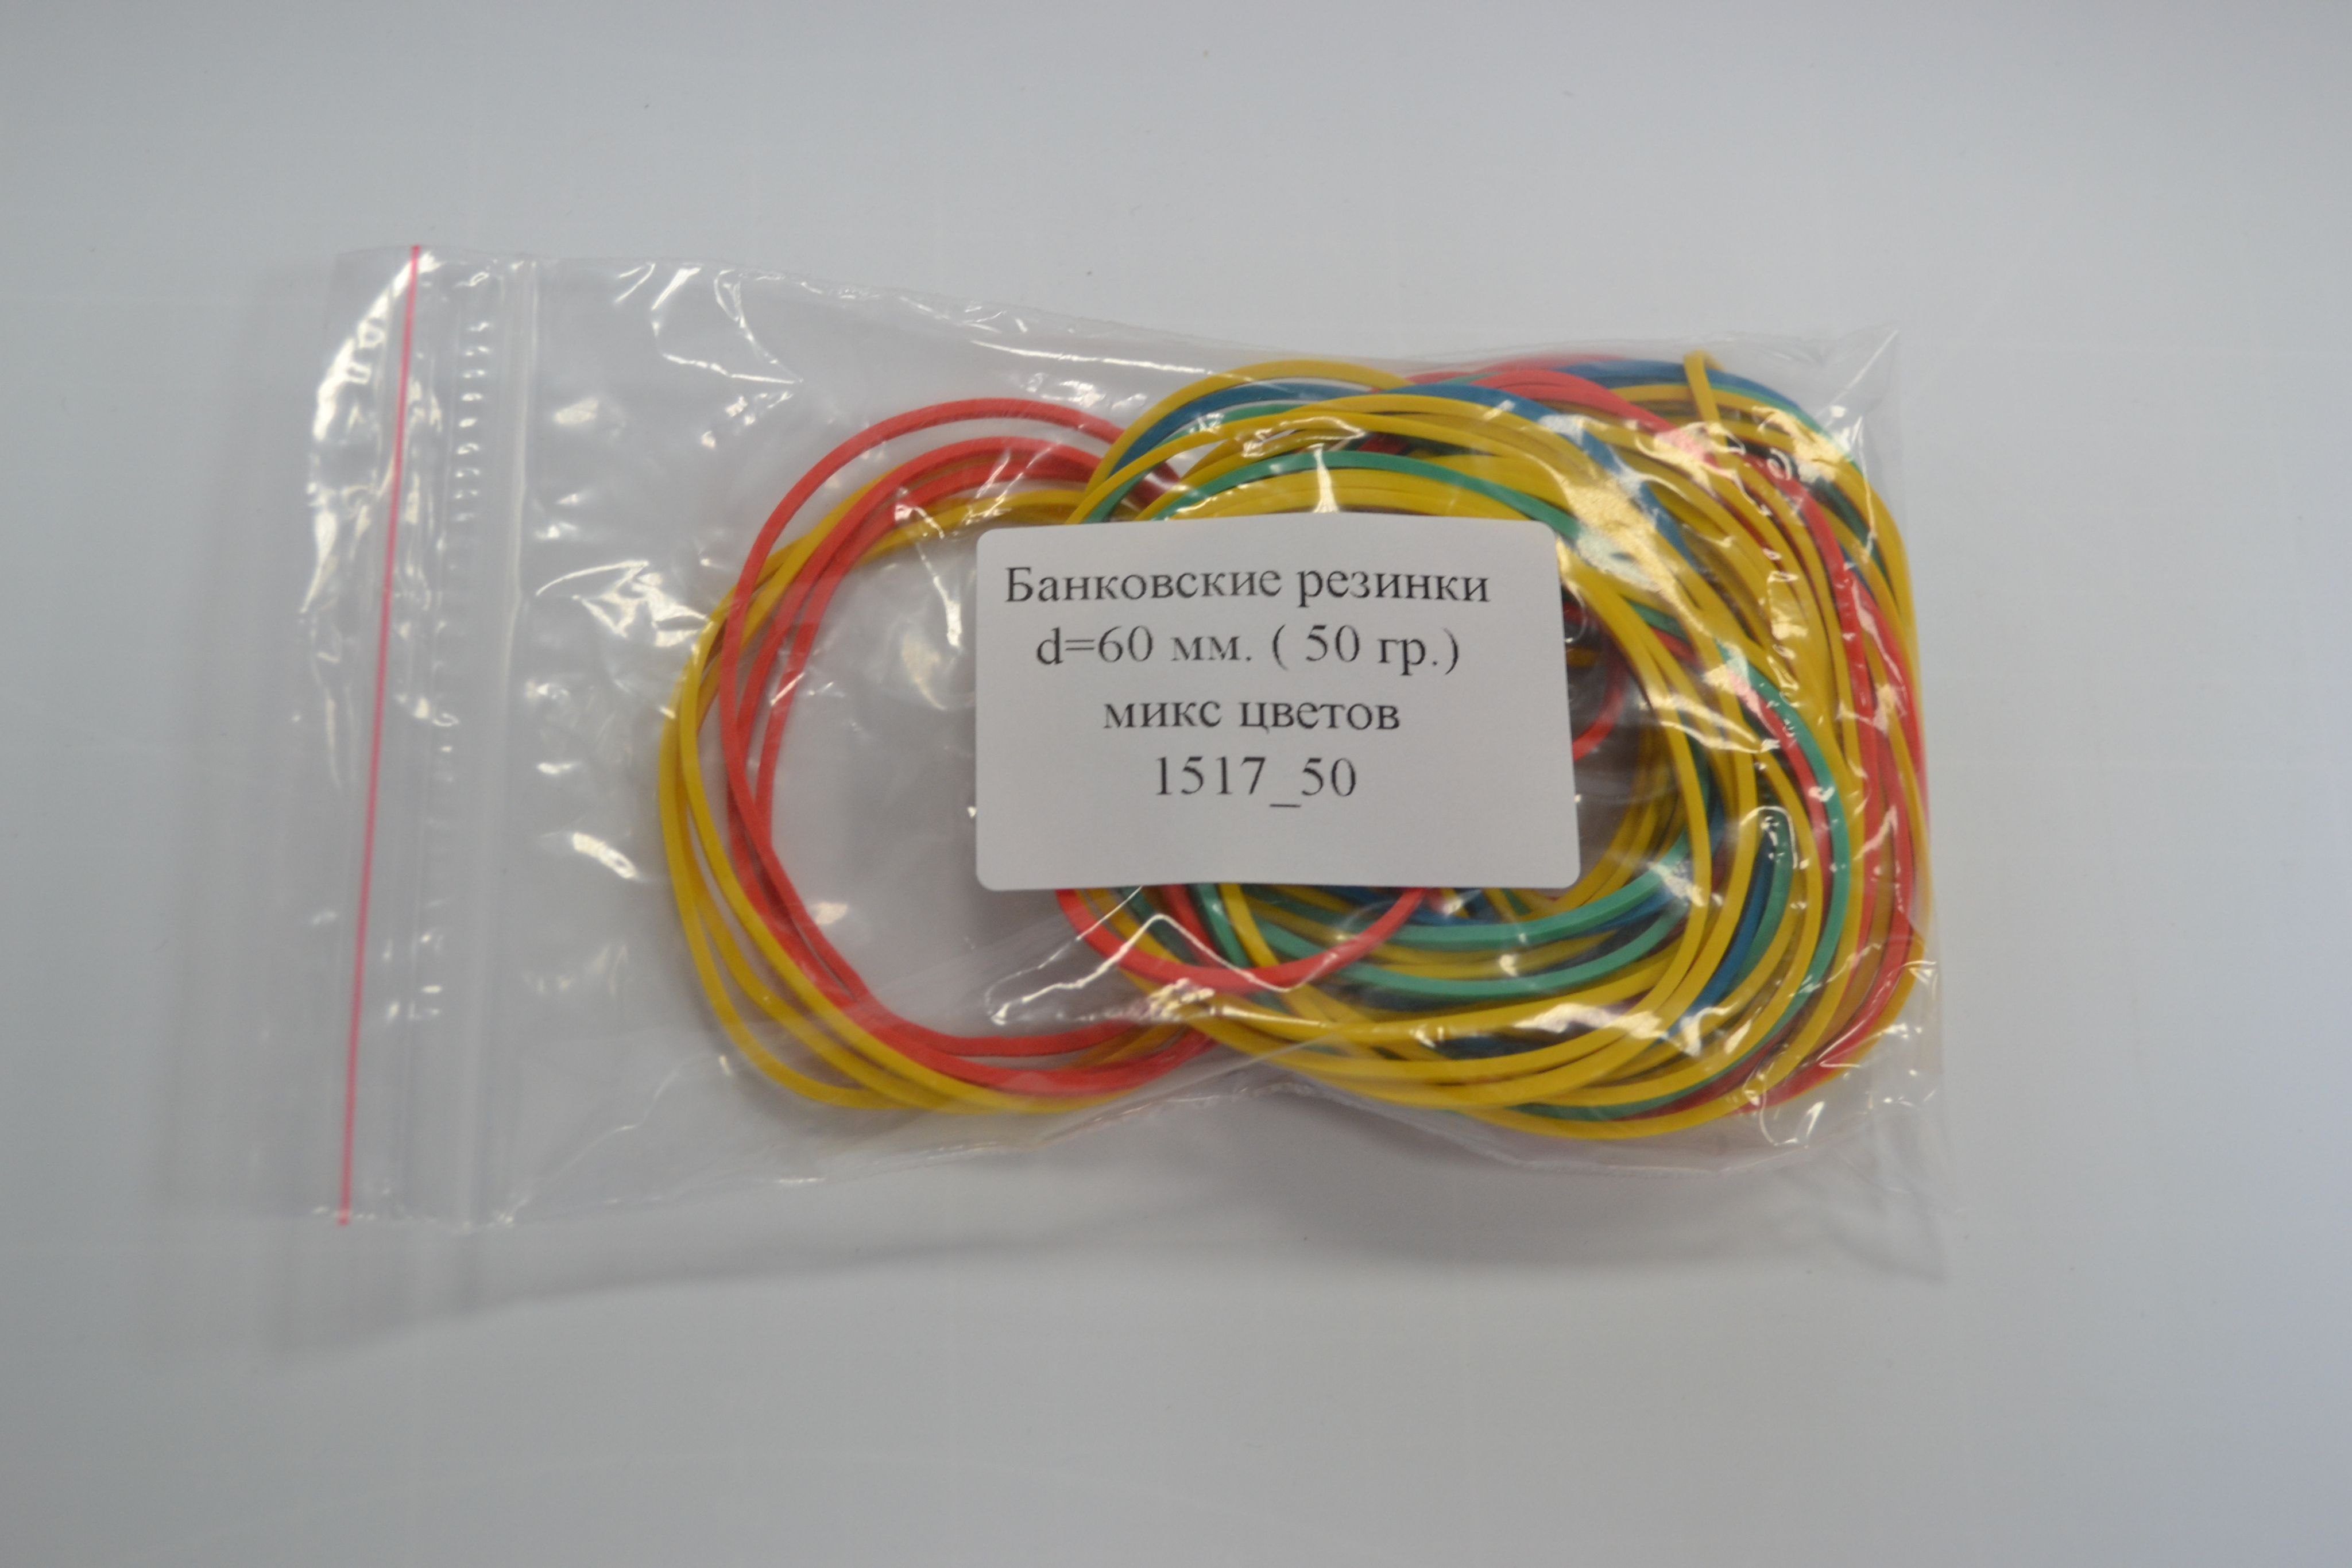 Банковские резинки
d=60 мм. ( 50 гр.)
микс цветов
1517_50